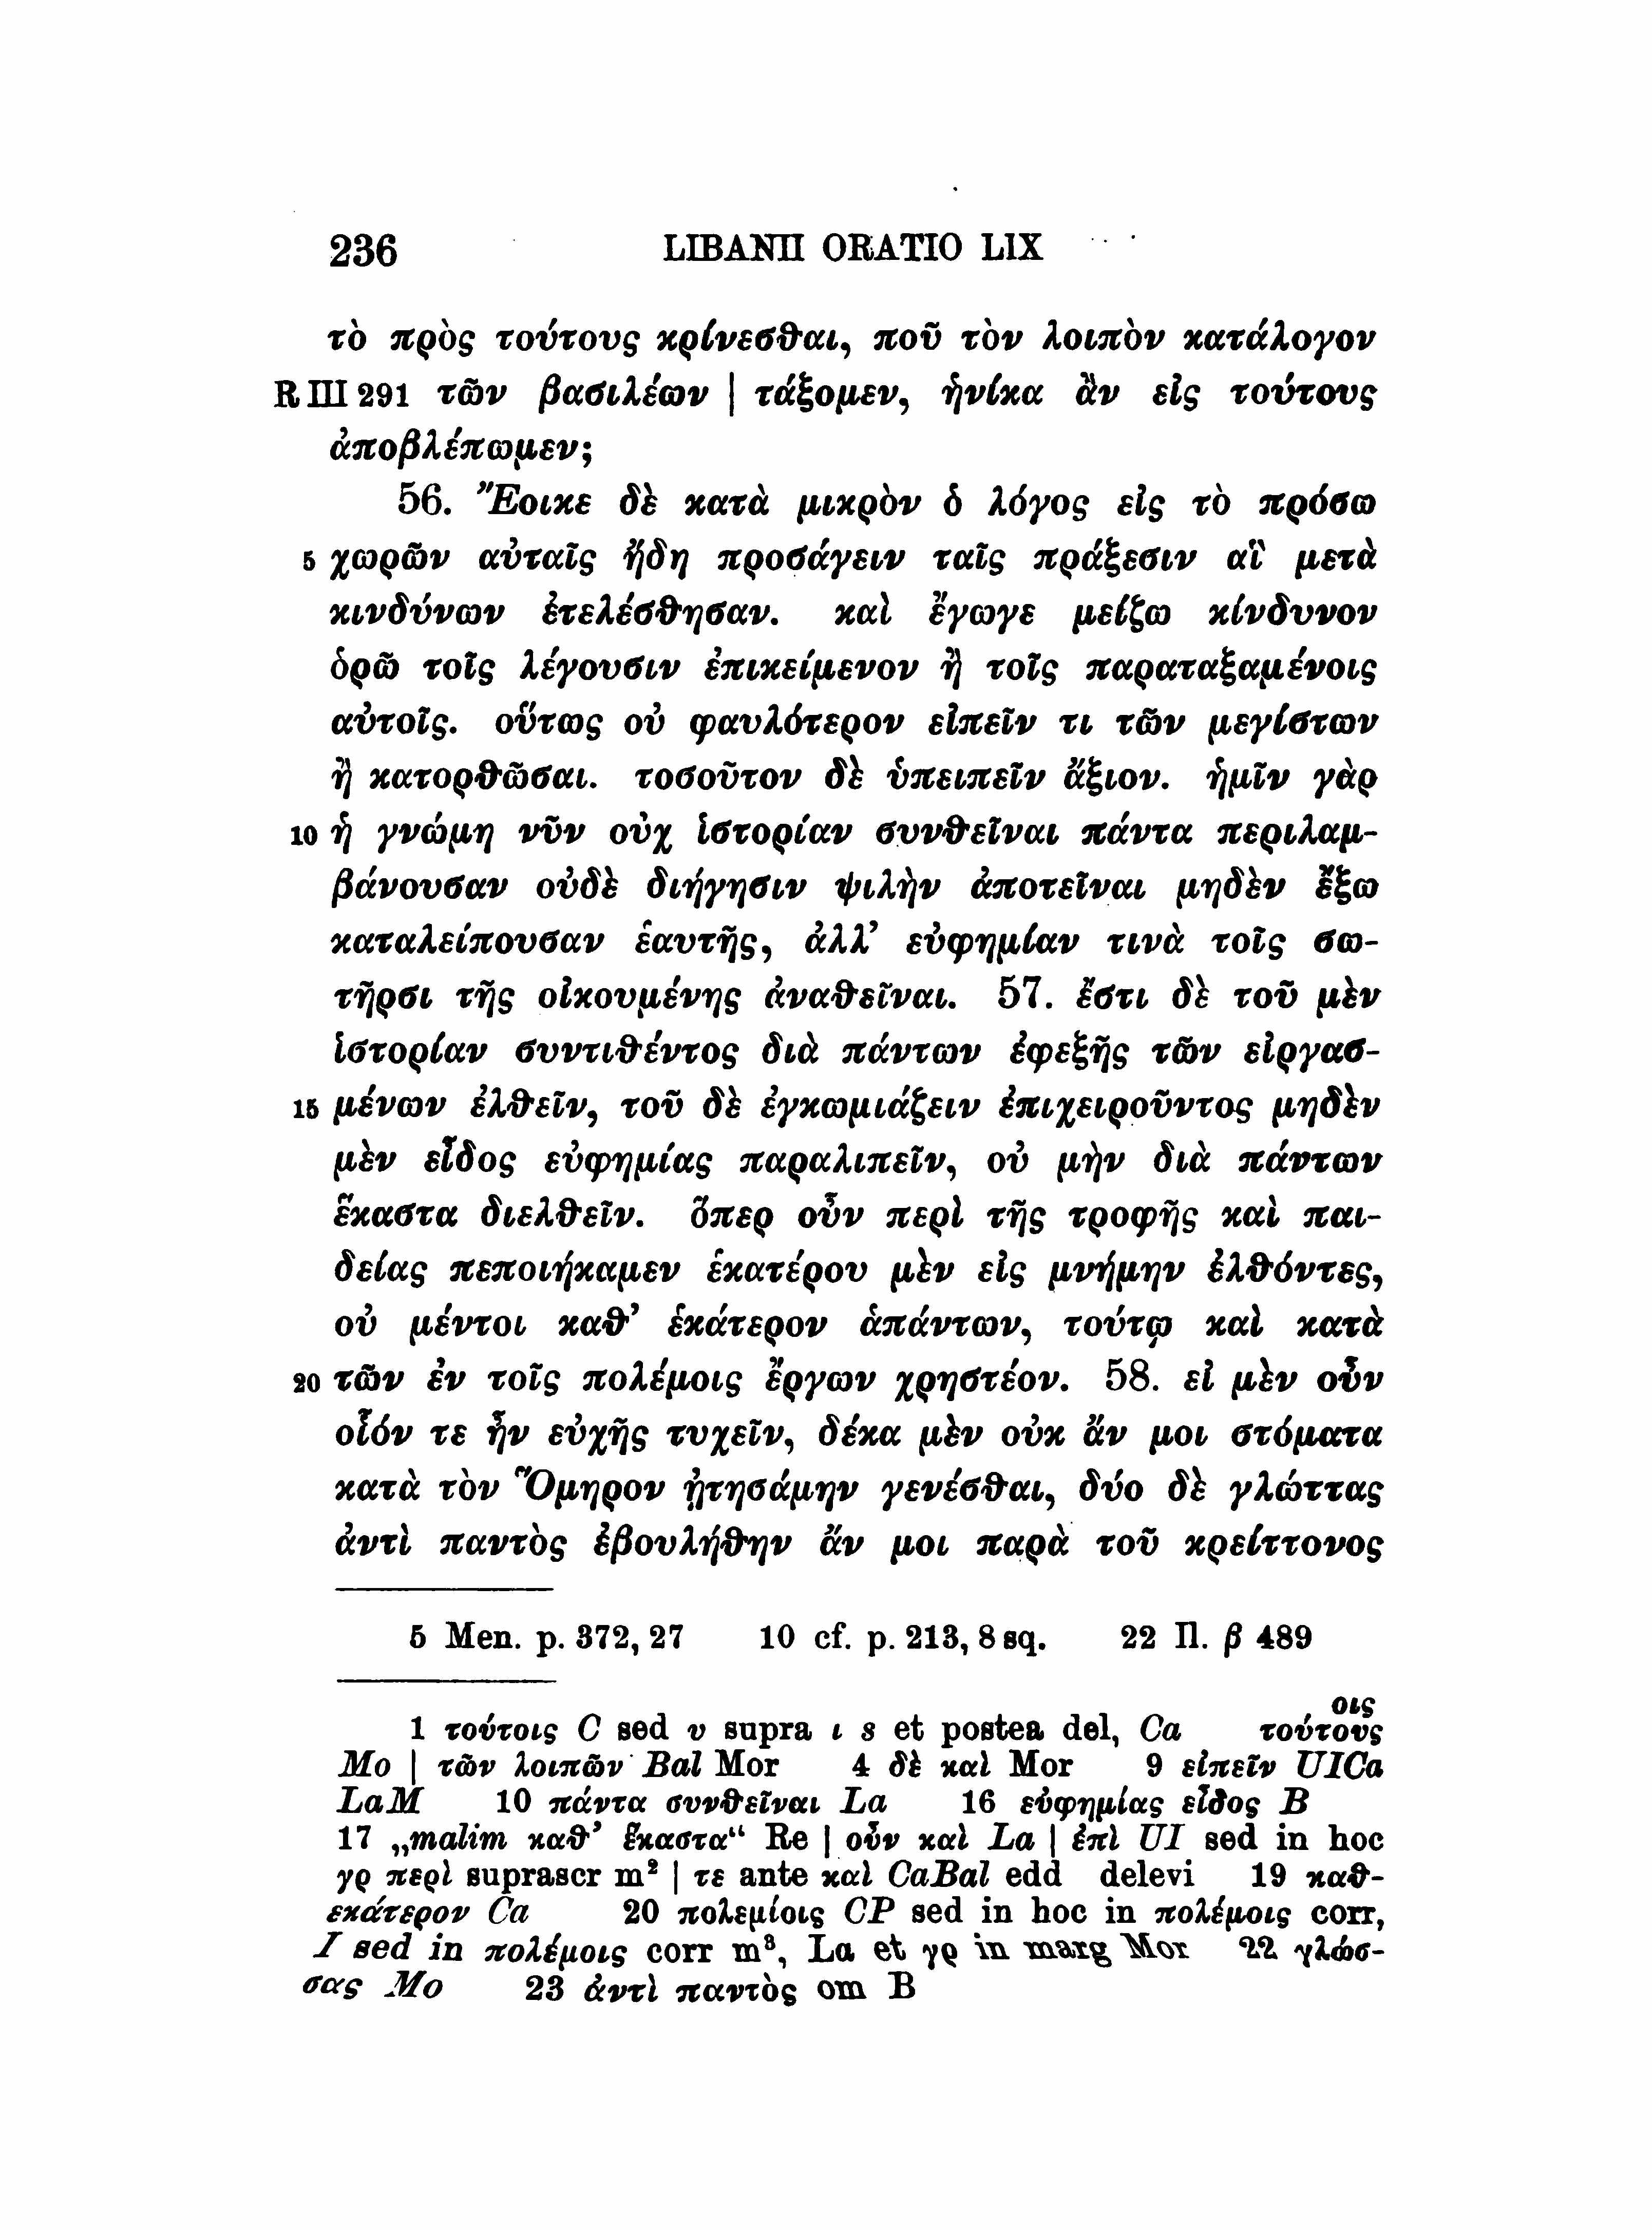 236 LIBANII ORATIO LIX
τὸ πρὸς τούτους κρίνεσθαι, ποῦ τὸν λοιπὸν κατάλογον
R III 291 τῶν βασιλέων | τάξομεν, ἡνίκα ἂν εἰς τούτους
ἀποβλέπωμεν;
56. Ἔοικε δὲ κατὰ μικρὸν ὁ λόγος εἰς τὸ πρόσω
5 χωρῶν αὐταῖς ἤδη προσάγειν ταῖς πράξεσιν αἳ μετὰ
κινδύνων ἐτελέσθησαν. καὶ ἔγωγε μείζω κίνδυνον
ὁρῶ τοῖς λέγουσιν ἐπικείμενον ἢ τοῖς παραταξαμένοις
αὐτοῖς. οὕτως οὐ φαυλότερον εἰπεῖν τι τῶν μεγίστων
ἢ κατορθῶσαι. τοσοῦτον δὲ ὑπειπεῖν ἄξιον. ἡμῖν γὰρ
10 ἡ γνώμη νῦν οὐχ ἱστορίαν συνθεῖναι πάντα περιλαμ-
βάνουσαν οὐδὲ διήγησιν ψιλὴν ἀποτεῖναι μηδὲν ἔξω
καταλείπουσαν ἑαυτῆς, ἀλλ’ εὐφημίαν τινὰ τοῖς σω-
τῆρσι τῆς οἰκουμένης ἀναθεῖναι. 57. ἔστι δὲ τοῦ μὲν
ἱστορίαν συντιθέντος διὰ πάντων ἐφεξῆς τῶν εἰργασ-
15 μένων ἐλθεῖν, τοῦ δὲ ἐγκωμιάζειν ἐπιχειροῦντος μηδὲν
μὲν εἶδος εὐφημίας παραλιπεῖν, οὐ μὴν διὰ πάντων
ἕκαστα διελθεῖν. ὅπερ οὖν περὶ τῆς τροφῆς καὶ παι-
δείας πεποιήκαμεν ἑκατέρου μὲν εἰς μνήμην ἐλθόντες,
οὐ μέντοι καθ’ ἑκάτερον ἁπάντων, τούτῳ καὶ κατὰ
20 τῶν ἐν τοῖς πολέμοις ἔργων χρηστέον. 58. εἰ μὲν οὖν
οἷόν τε ἦν εὐχῆς τυχεῖν, δέκα μὲν οὐκ ἄν μοι στόματα
κατὰ τὸν Ὅμηρον ᾐτησάμην γενέσθαι, δύο δὲ γλώττας
ἀντὶ παντὸς ἐβουλήθην ἄν μοι παρὰ τοῦ κρείττονος
5 Men. p. 372, 27 10 cf. p. 213, 8 sq. 22 Il. β 489
1 τούτοις C sed υ supra ι s et postea del, Ca τούτους οις
Mo | τῶν λοιπῶν Bal Mor 4 δὲ καὶ Mor 9 εἰπεῖν UICa
LaM 10 πάντα συνθεῖναι La 16 εὐφημίας εἶδος B
17 „malim καθ’ ἕκαστα“ Re | οὖν καὶ La | ἐπὶ UI sed in hoc
γρ περὶ suprascr m² | τε ante καὶ CaBal edd delevi 19 καθ-
εκάτερον Ca 20 πολεμίοις CP sed in hoc in πολέμοις corr,
I sed in πολέμοις corr m³, La et γρ in marg Mor 22 γλώσ-
σας Mo 23 ἀντὶ παντὸς om B